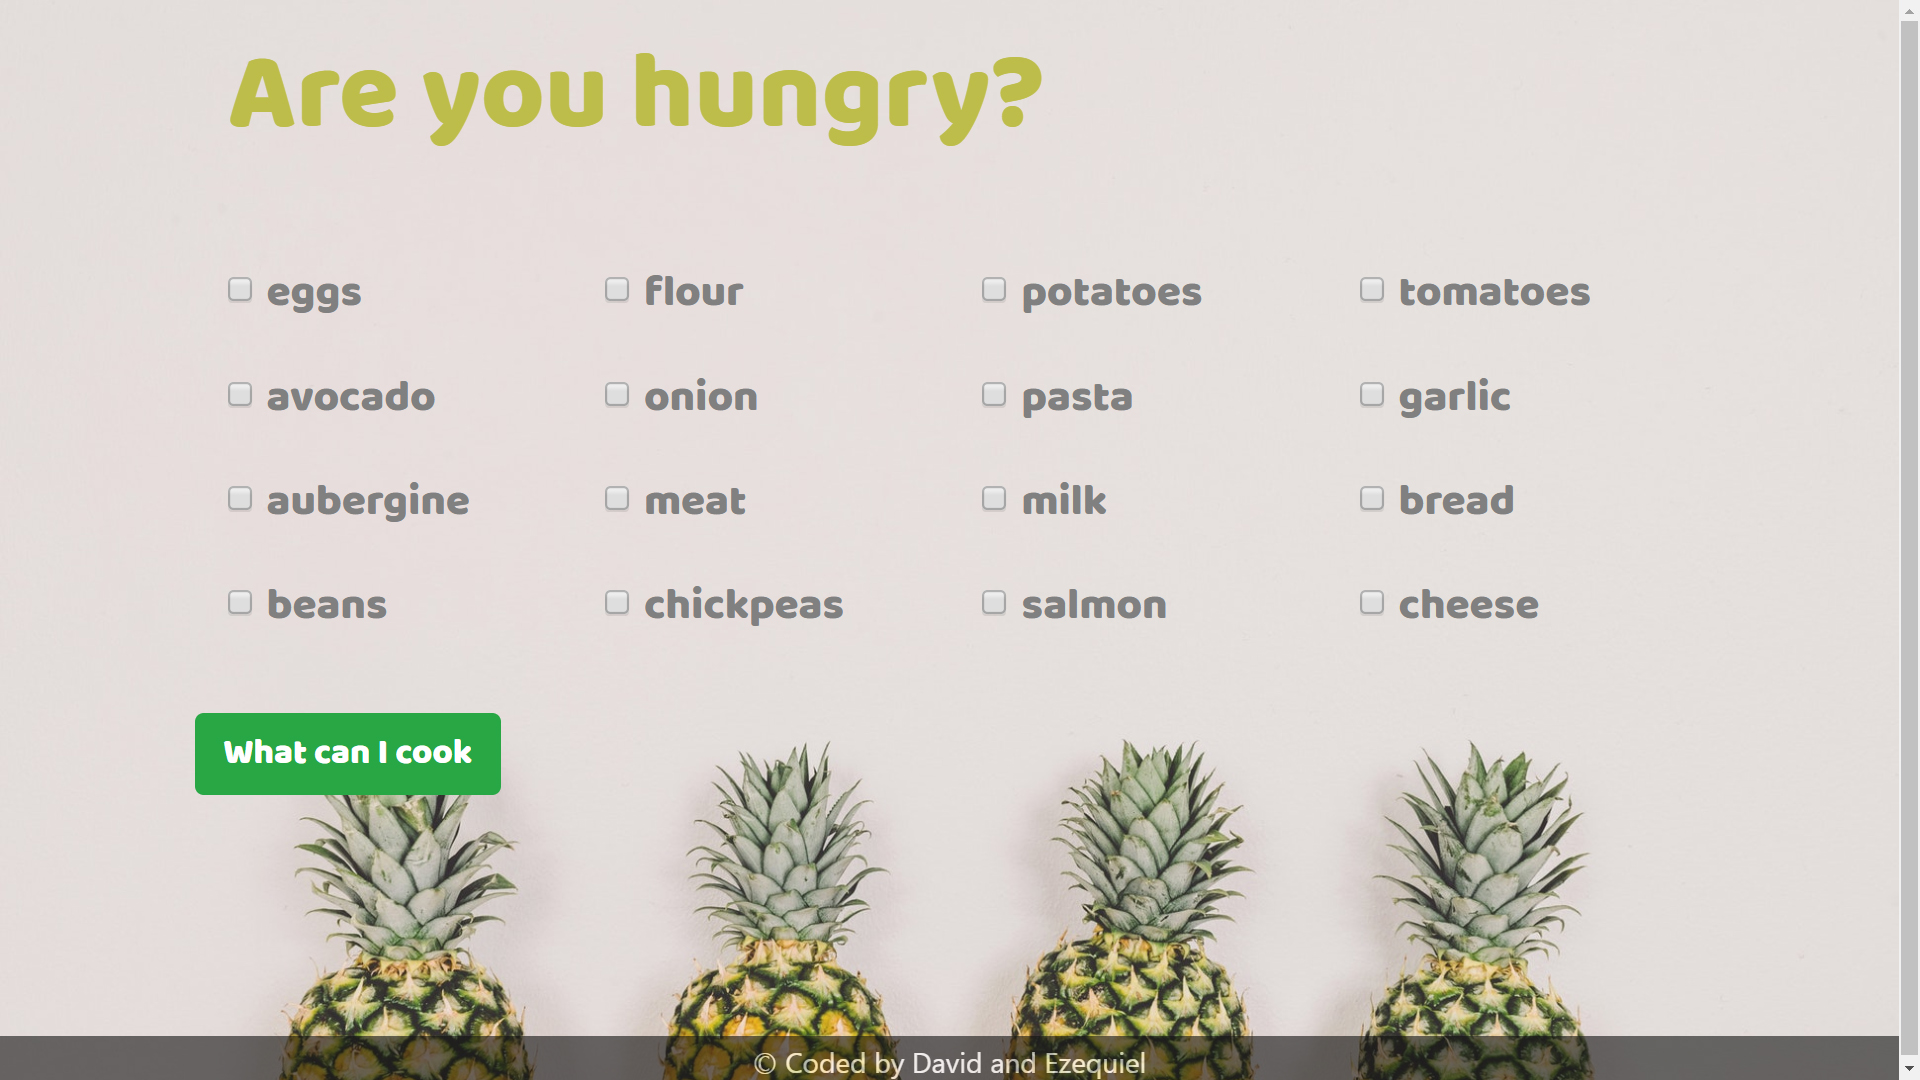 Are you hungry?
eggs flour potatoes tomatoes
avocado onion pasta garlic
aubergine meat milk bread
beans chickpeas salmon cheese
What can I cook
© Coded by David and Ezequiel